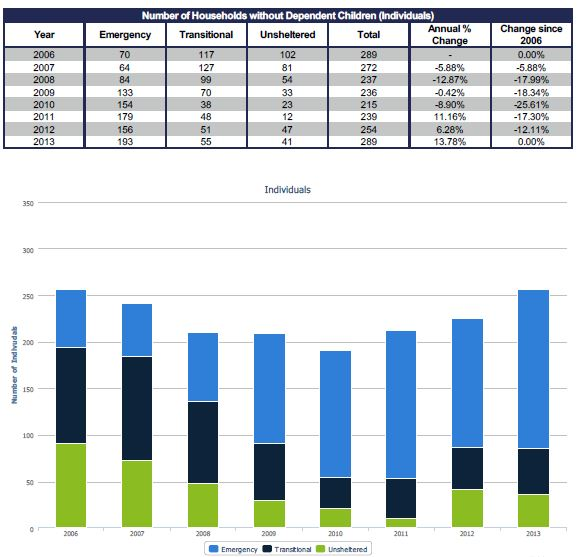 Number of Households without Dependent Children (Individuals)
Year Emergency Transitional Unsheltered Total Annual % Change Change since 2006
2006 70 117 102 289 - 0.00%
2007 64 127 81 272 -5.88% -5.88%
2008 84 99 54 237 -12.87% -17.99%
2009 133 70 33 236 -0.42% -18.34%
2010 154 38 23 215 -8.90% -25.61%
2011 179 48 12 239 11.16% -17.30%
2012 156 51 47 254 6.28% -12.11%
2013 193 55 41 289 13.78% 0.00%
Individuals
Number of Individuals
350
300
250
200
150
100
50
0
2006 2007 2008 2009 2010 2011 2012 2013
Emergency Transitional Unsheltered